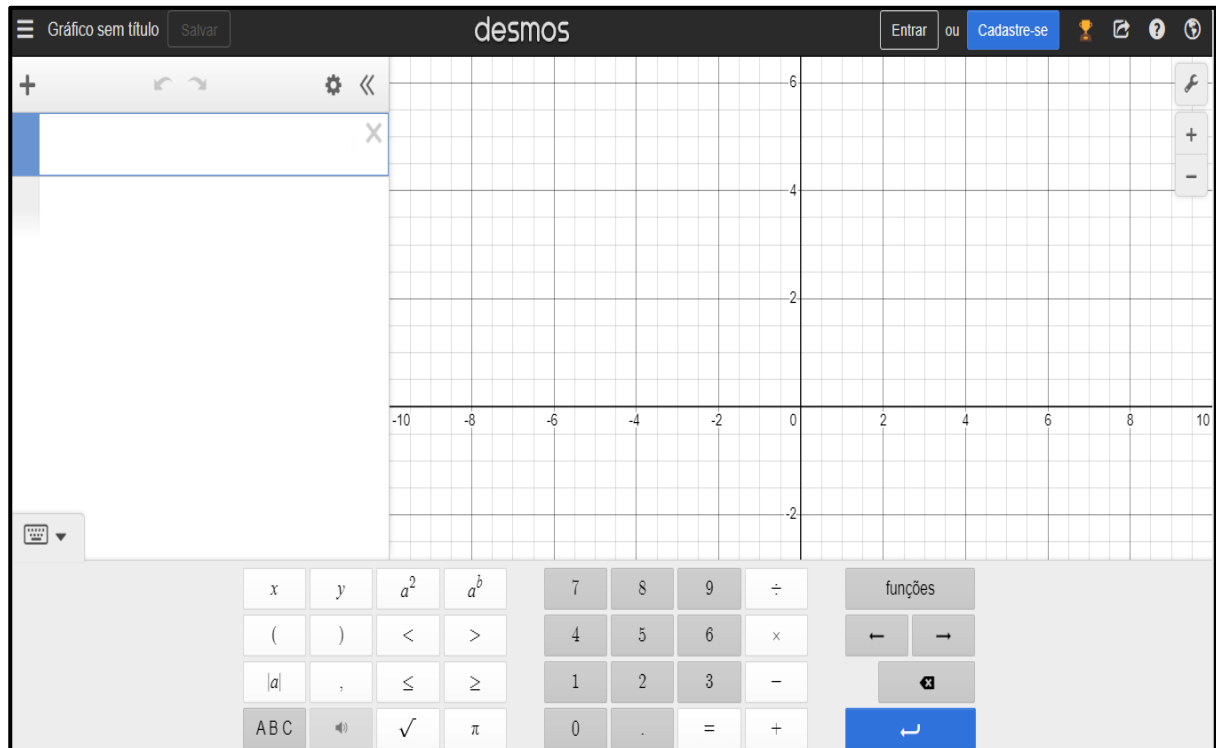 Gráfico sem título Salvar desmos Entrar ou Cadastre-se ?
+
6
+
-
4
2
-10 -8 -6 -4 -2 0 2 4 6 8 10
-2
x y a² aᵇ 7 8 9 ÷ funções
( ) < > 4 5 6 × ← →
|a| , ≤ ≥ 1 2 3 −
A B C √ π 0 . = +